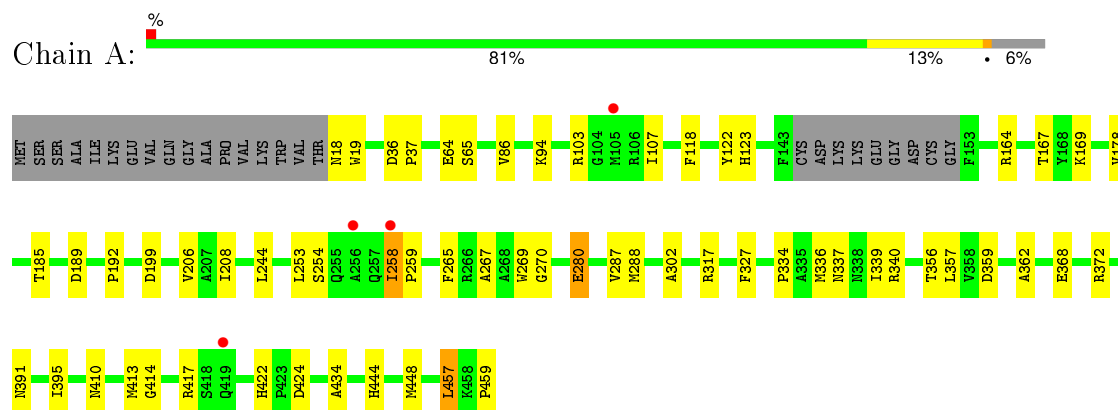 %
Chain A:
81% 13% • 6%
MET SER SER ALA ILE LYS GLU VAL GLN GLY ALA PRO VAL LYS TRP VAL THR N18 W19 D36 P37 E64 S65 V86 K94 R103 G104 M105 R106 I107 F118 Y122 H123 F143 CYS ASP LYS LYS GLU GLY ASP CYS GLY F153 R164 T167 Y168 K169 V178
T185 D189 P192 D199 V206 A207 I208 L244 L253 S254 Q255 A256 Q257 I258 P259 F265 R266 A267 A268 W269 G270 E280 V287 M288 A302 R317 F327 P334 A335 M336 N337 N338 I339 R340 T356 L357 V358 D359 A362 E368 R372
N391 I395 N410 M413 G414 R417 S418 Q419 H422 P423 D424 A434 H444 M448 L457 K458 P459